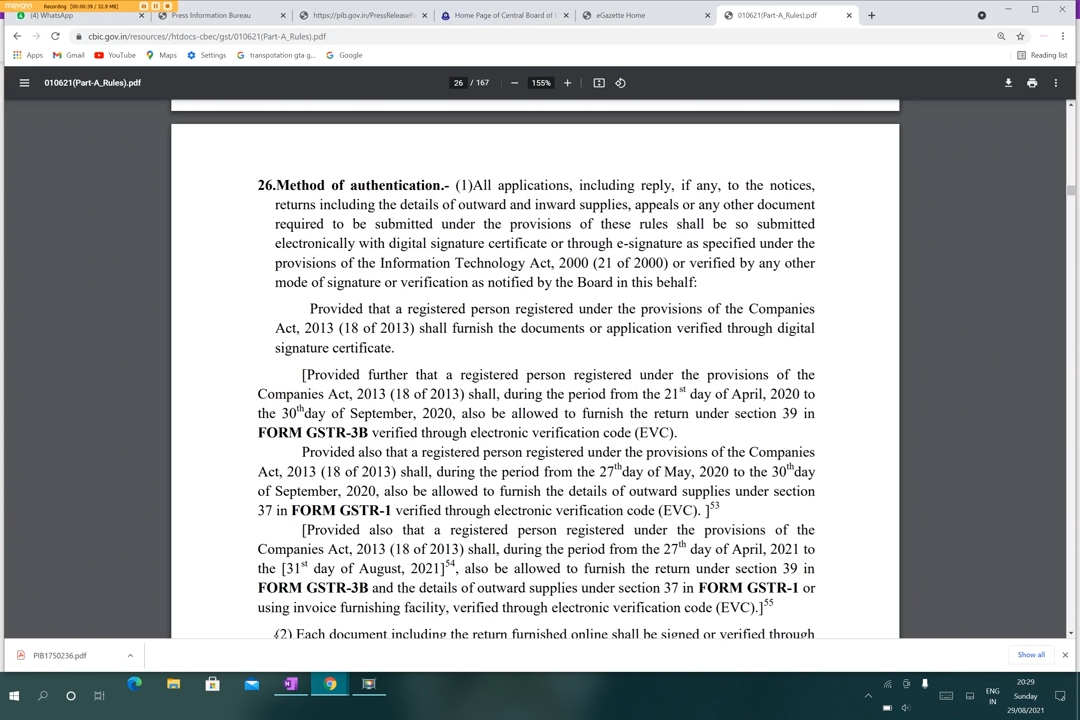 movavi Recording 00:00:39 / 32.9 MB
(4) WhatsApp × Press Information Bureau × https://pib.gov.in/PressReleaseP × Home Page of Central Board of × eGazette Home × 010621(Part-A_Rules).pdf × +
cbic.gov.in/resources//htdocs-cbec/gst/010621(Part-A_Rules).pdf
Apps Gmail YouTube Maps Settings transpotation gta g... Google Reading list
010621(Part-A_Rules).pdf 26 / 167 — 155% +
26.Method of authentication.- (1)All applications, including reply, if any, to the notices,
returns including the details of outward and inward supplies, appeals or any other document
required to be submitted under the provisions of these rules shall be so submitted
electronically with digital signature certificate or through e-signature as specified under the
provisions of the Information Technology Act, 2000 (21 of 2000) or verified by any other
mode of signature or verification as notified by the Board in this behalf:
Provided that a registered person registered under the provisions of the Companies
Act, 2013 (18 of 2013) shall furnish the documents or application verified through digital
signature certificate.
[Provided further that a registered person registered under the provisions of the
Companies Act, 2013 (18 of 2013) shall, during the period from the 21st day of April, 2020 to
the 30thday of September, 2020, also be allowed to furnish the return under section 39 in
FORM GSTR-3B verified through electronic verification code (EVC).
Provided also that a registered person registered under the provisions of the Companies
Act, 2013 (18 of 2013) shall, during the period from the 27thday of May, 2020 to the 30thday
of September, 2020, also be allowed to furnish the details of outward supplies under section
37 in FORM GSTR-1 verified through electronic verification code (EVC). ]53
[Provided also that a registered person registered under the provisions of the
Companies Act, 2013 (18 of 2013) shall, during the period from the 27th day of April, 2021 to
the [31st day of August, 2021]54, also be allowed to furnish the return under section 39 in
FORM GSTR-3B and the details of outward supplies under section 37 in FORM GSTR-1 or
using invoice furnishing facility, verified through electronic verification code (EVC).]55
(2) Each document including the return furnished online shall be signed or verified through
PIB1750236.pdf Show all ×
ENG 20:29
IN Sunday
29/08/2021